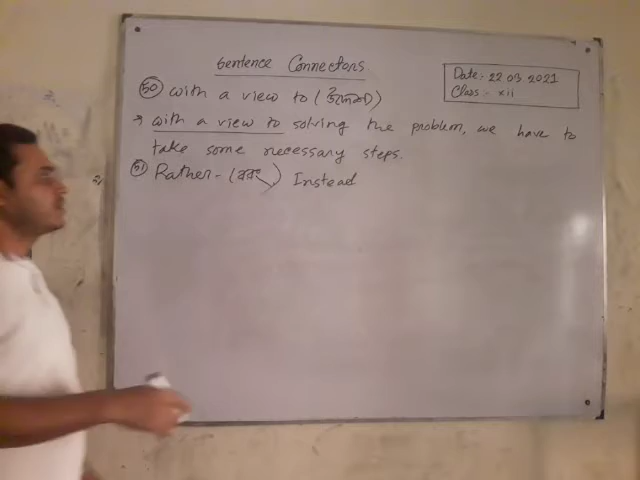 Sentence Connectors.
Date:- 22.03.2021
Class:- xii
50 with a view to (উদ্দেশ্যে)
→ with a view to solving the problem, we have to
take some necessary steps.
51 Rather - (বরং) Instead